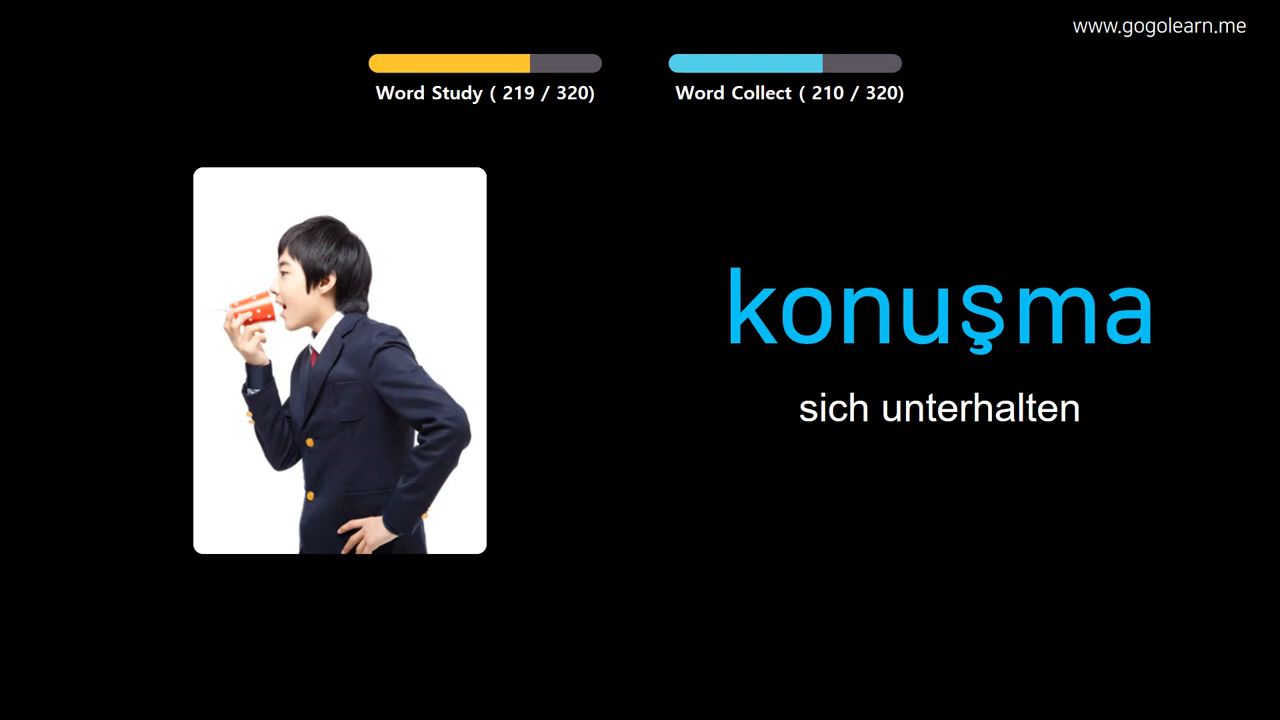 www.gogolearn.me
Word Study ( 219 / 320)
Word Collect ( 210 / 320)
konuşma
sich unterhalten